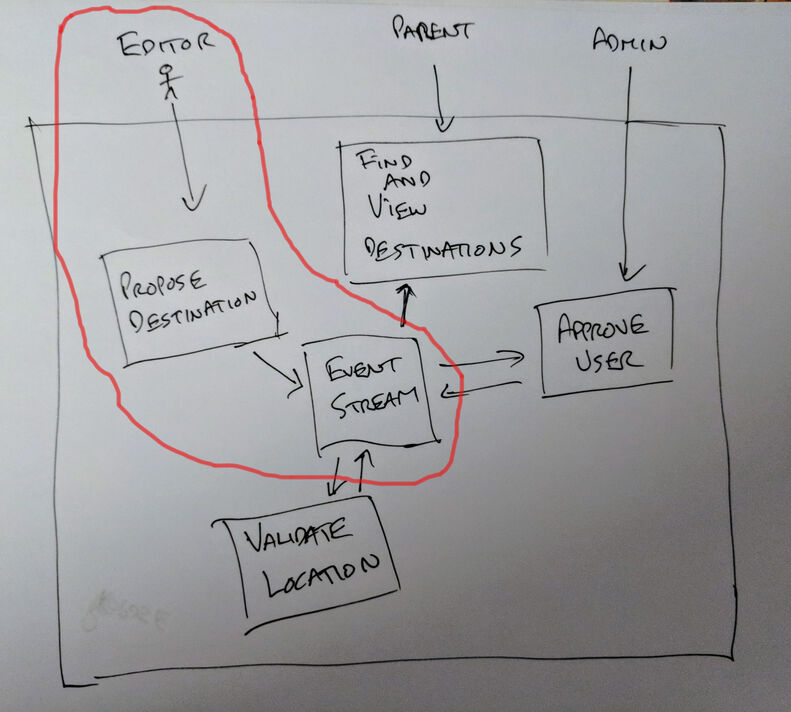 EDITOR
PARENT
ADMIN
FIND
AND
VIEW
DESTINATIONS
PROPOSE
DESTINATION
APPROVE
USER
EVENT
STREAM
VALIDATE
LOCATION